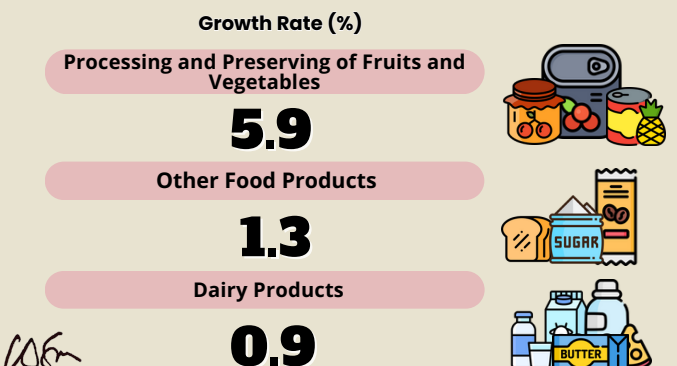 Growth Rate (%)
Processing and Preserving of Fruits and
Vegetables
5.9
Other Food Products
1.3
SUGAR
Dairy Products
0.9
BUTTER